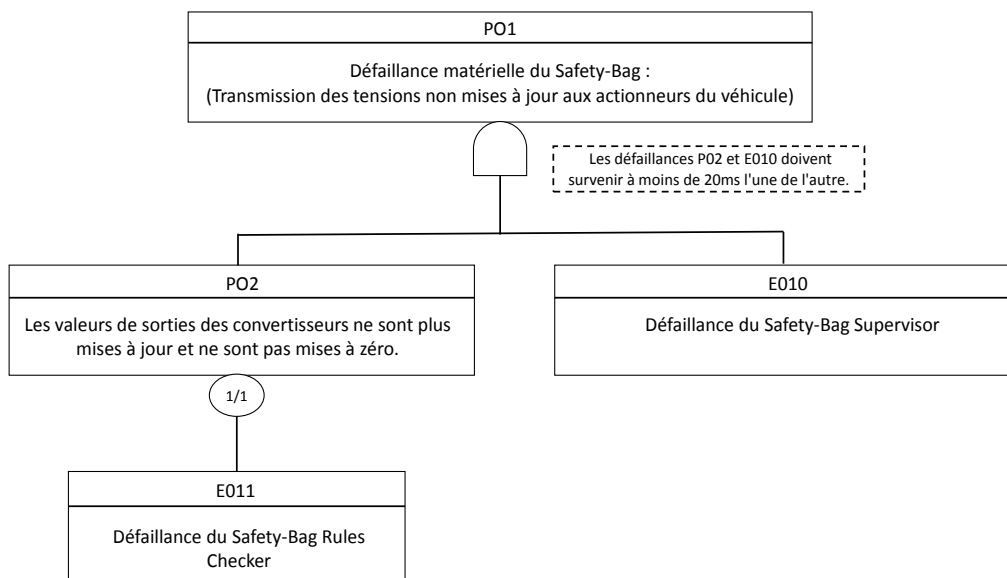 PO1
Défaillance matérielle du Safety-Bag :
(Transmission des tensions non mises à jour aux actionneurs du véhicule)
Les défaillances P02 et E010 doivent
survenir à moins de 20ms l'une de l'autre.
PO2
Les valeurs de sorties des convertisseurs ne sont plus
mises à jour et ne sont pas mises à zéro.
E010
Défaillance du Safety-Bag Supervisor
1/1
E011
Défaillance du Safety-Bag Rules
Checker